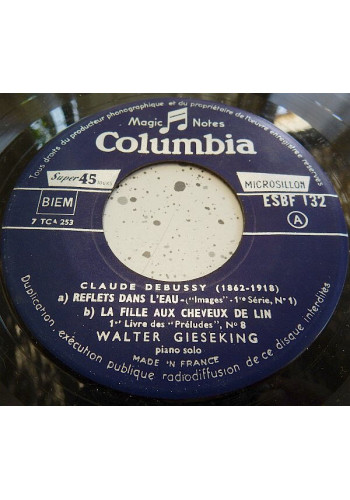 Tous droits du producteur phonographique et du propriétaire de l'œuvre enregistrée réservés
Magic Notes
Columbia
Super 45 tours
MICROSILLON
BIEM
ESBF 132
7 TCA 253
A
CLAUDE DEBUSSY (1862-1918)
a) REFLETS DANS L'EAU-("Images"-1re Série, No 1)
b) LA FILLE AUX CHEVEUX DE LIN
1er Livre des "Préludes", No 8
WALTER GIESEKING
piano solo
MADE IN FRANCE
Duplication, exécution publique radiodiffusion de ce disque interdites